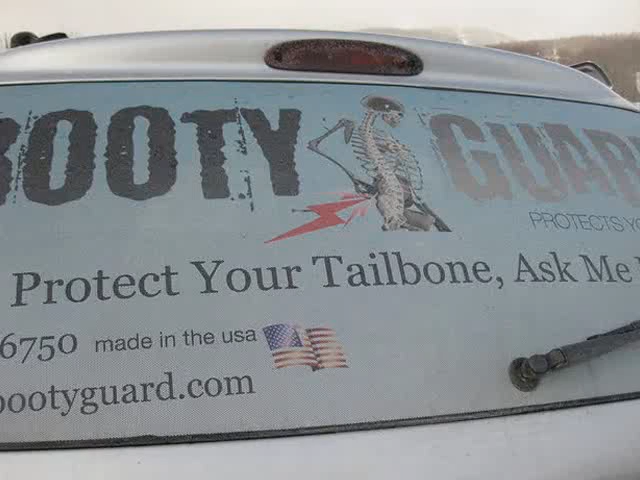 BOOTY GUARD
PROTECTS YO
Protect Your Tailbone, Ask Me
6750 made in the usa
bootyguard.com